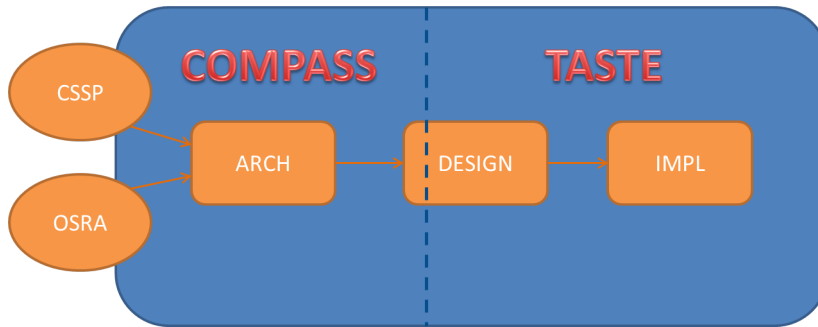 COMPASS
TASTE
CSSP
ARCH
DESIGN
IMPL
OSRA